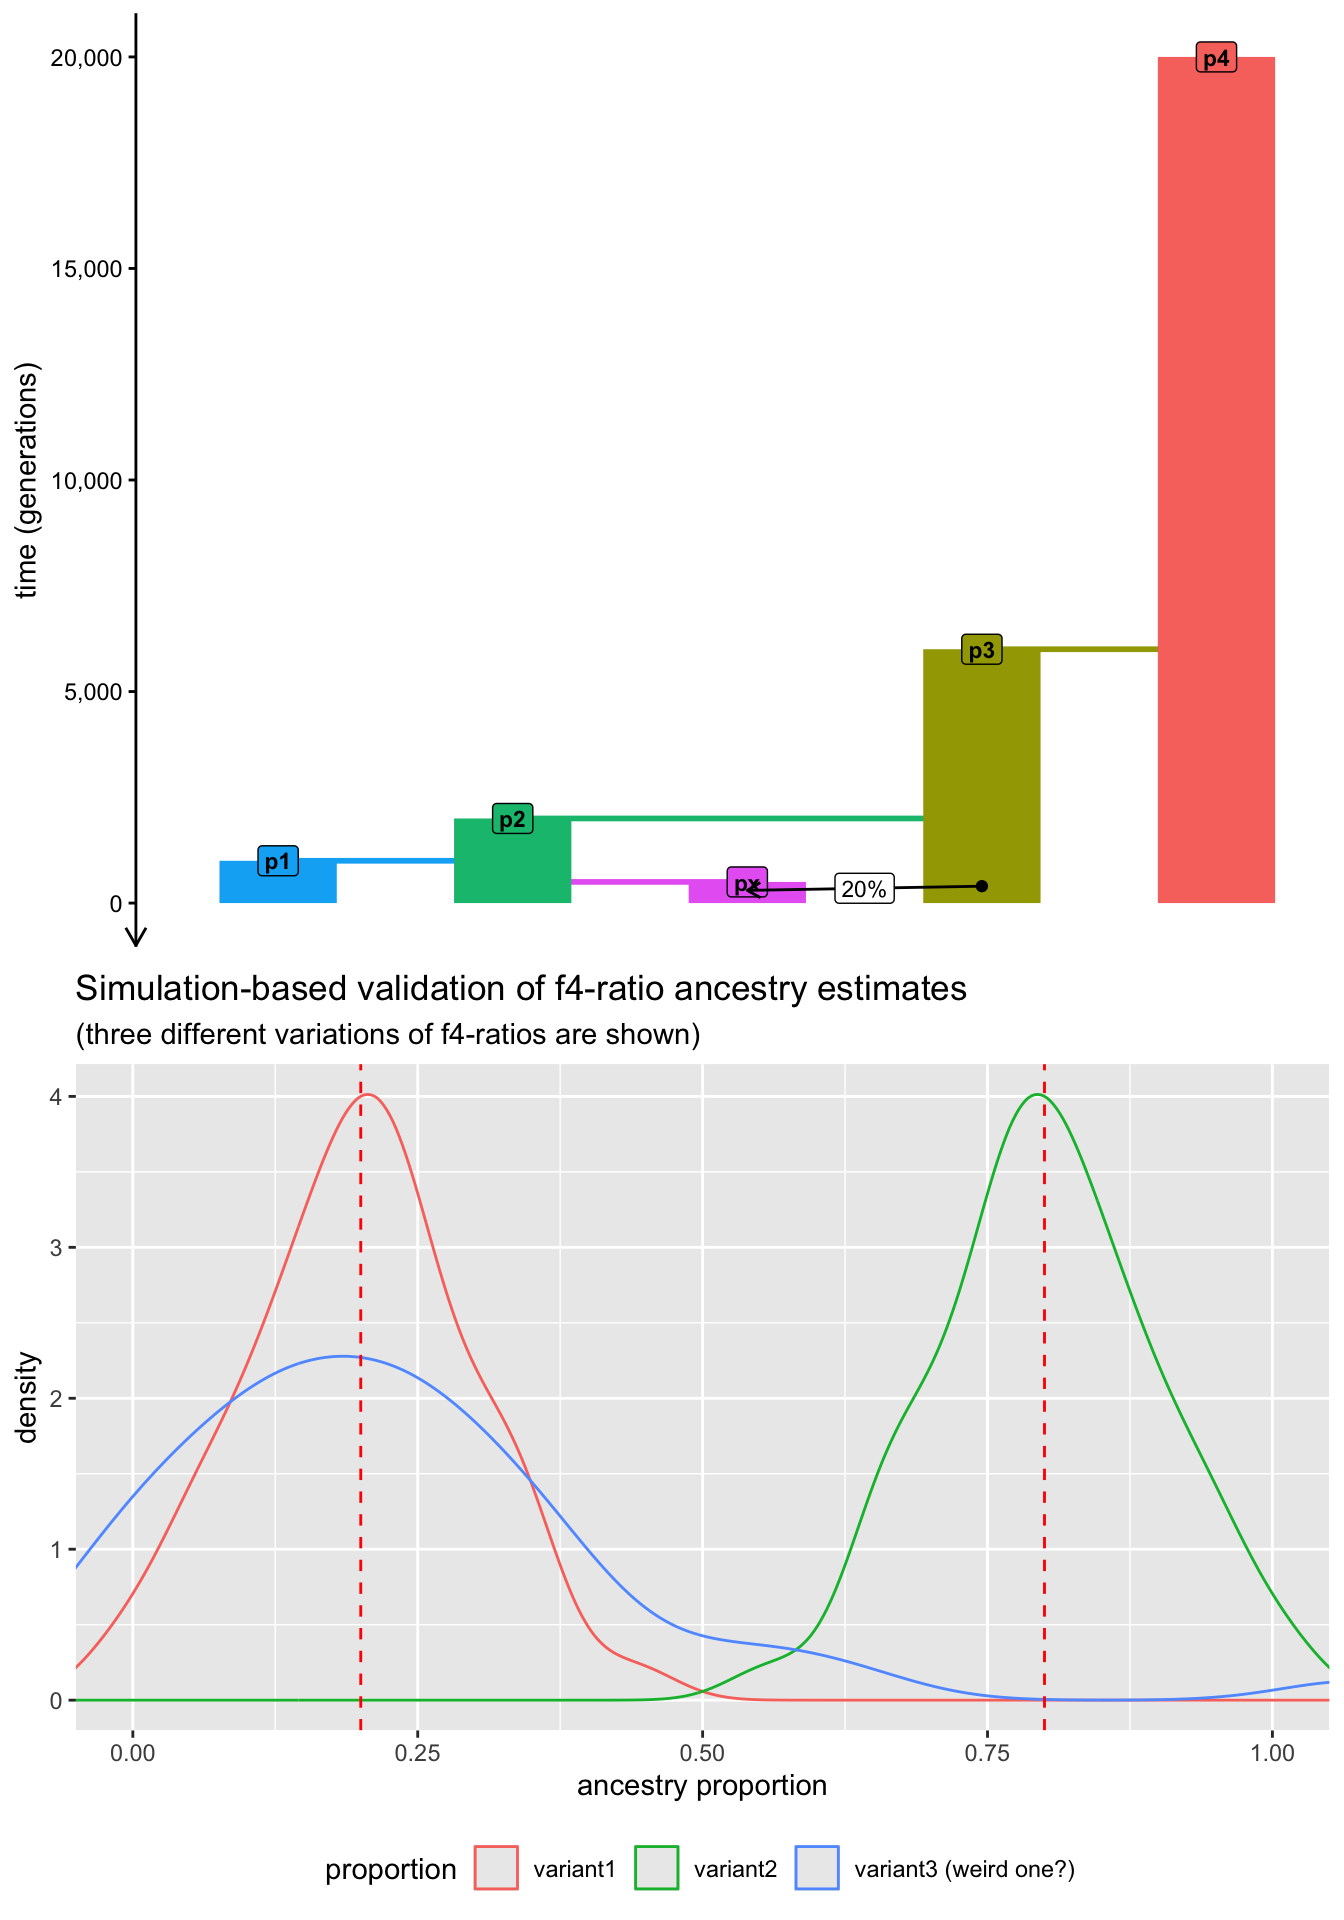 20,000
15,000
10,000
5,000
0
time (generations)
p4
p3
p2
p1
px
20%
Simulation-based validation of f4-ratio ancestry estimates
(three different variations of f4-ratios are shown)
4
3
2
1
0
density
0.00 0.25 0.50 0.75 1.00
ancestry proportion
proportion variant1 variant2 variant3 (weird one?)